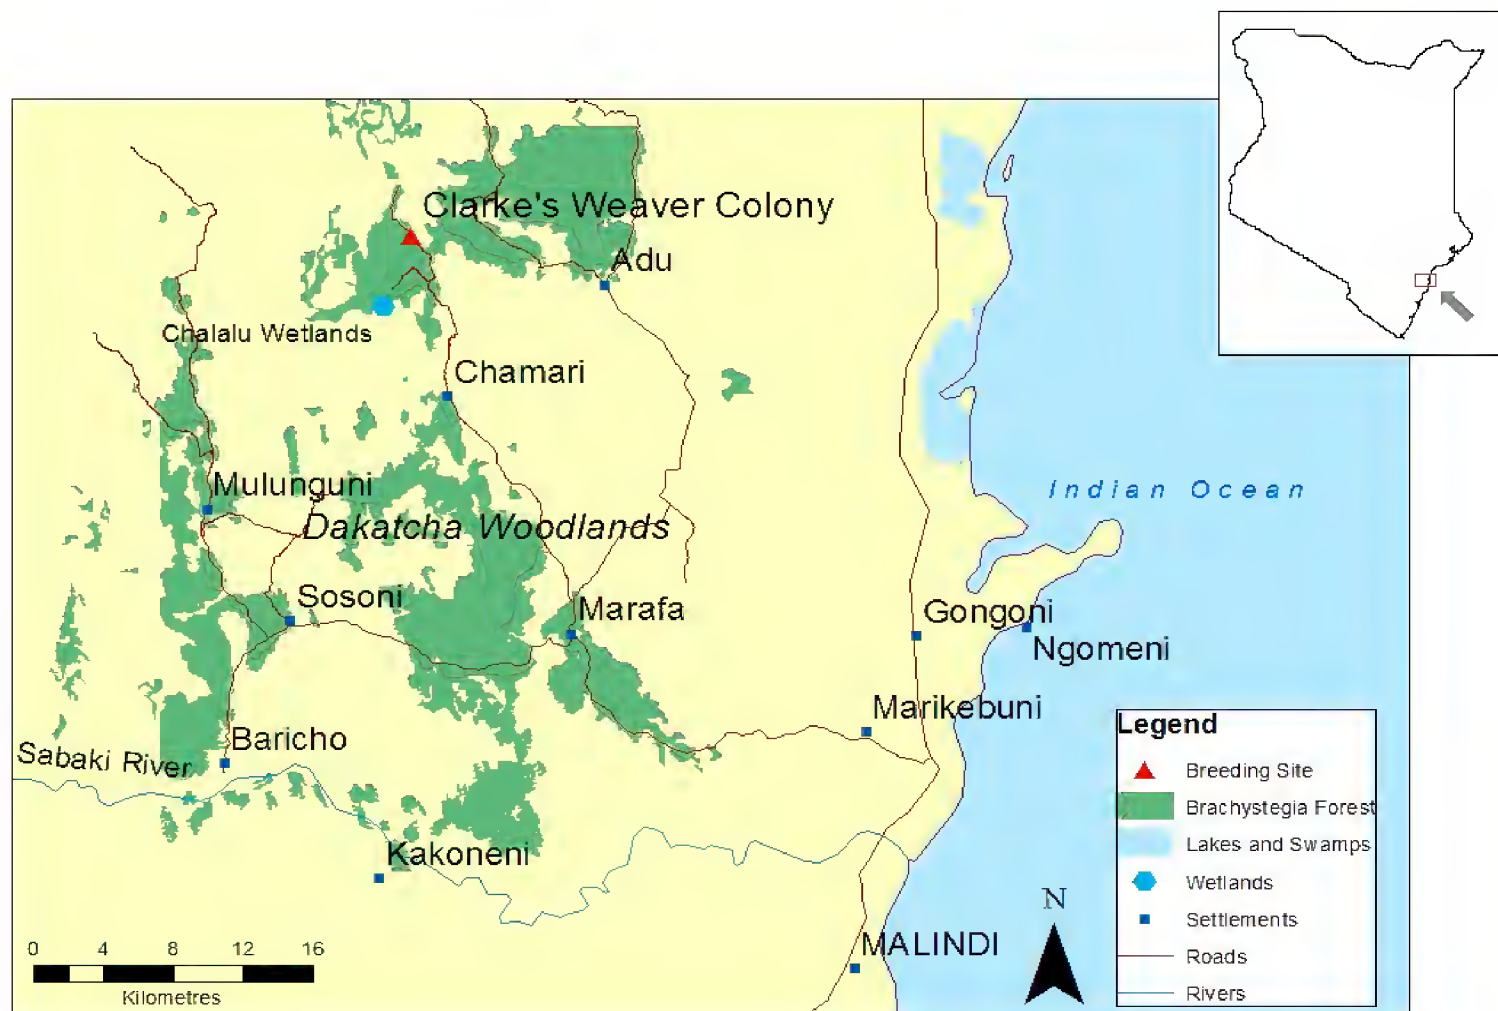 Clarke's Weaver Colony
Adu
Chalalu Wetlands
Chamari
Mulunguni
Dakatcha Woodlands
Indian Ocean
Sosoni
Marafa
Gongoni
Ngomeni
Marikebuni
Baricho
Sabaki River
Kakoneni
MALINDI
N
0 4 8 12 16
Kilometres
Legend
Breeding Site
Brachystegia Forest
Lakes and Swamps
Wetlands
Settlements
Roads
Rivers